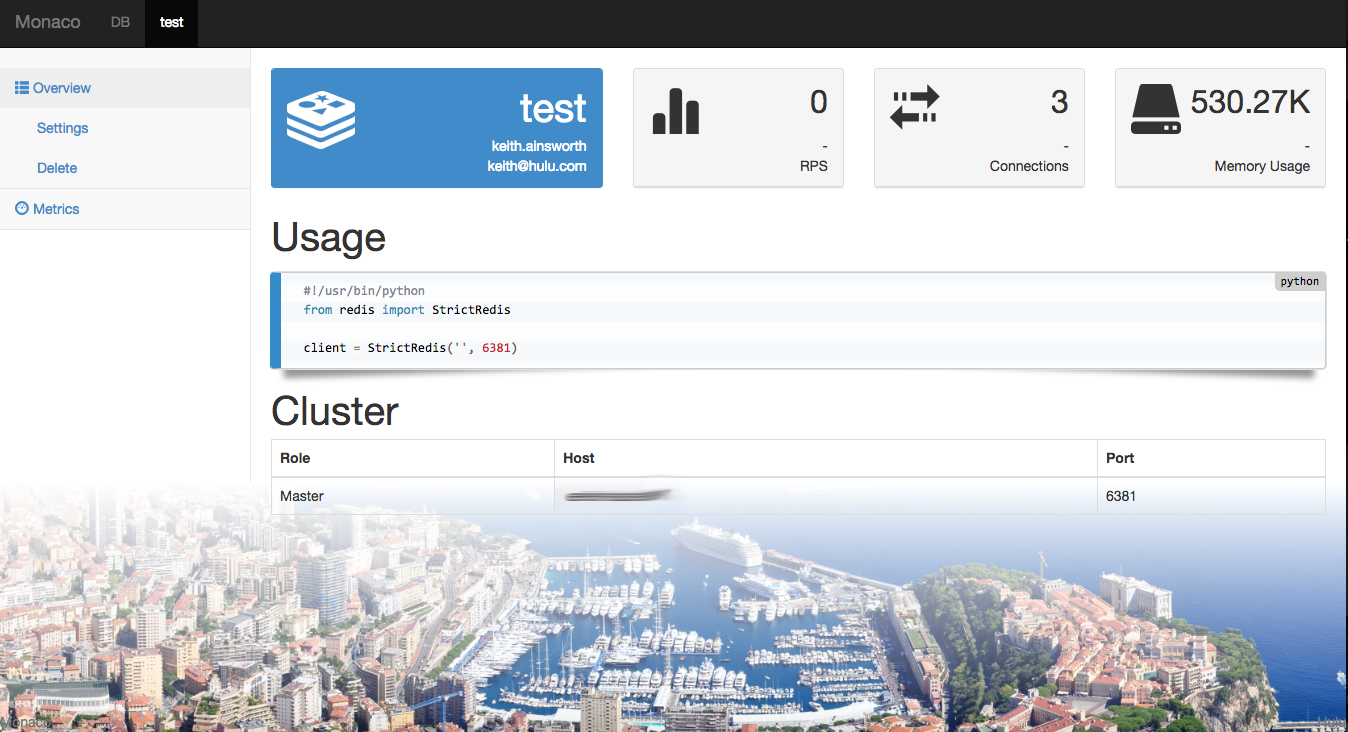 Monaco DB test
Overview
Settings
Delete
Metrics
test
keith.ainsworth
keith@hulu.com
0
-
RPS
3
-
Connections
530.27K
-
Memory Usage
Usage
python
#!/usr/bin/python
from redis import StrictRedis
client = StrictRedis('', 6381)
Cluster
Role Host Port
Master 6381
Monaco